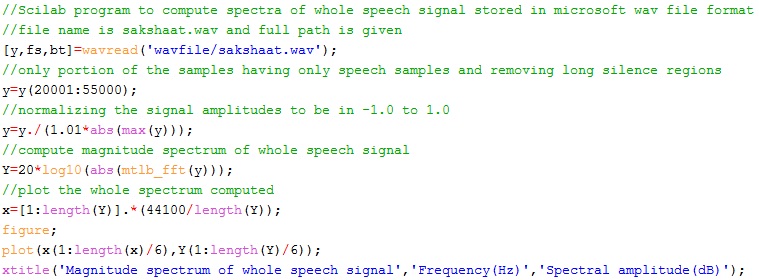 //Scilab program to compute spectra of whole speech signal stored in microsoft wav file format
//file name is sakshaat.wav and full path is given
[y,fs,bt]=wavread('wavfile/sakshaat.wav');
//only portion of the samples having only speech samples and removing long silence regions
y=y(20001:55000);
//normalizing the signal amplitudes to be in -1.0 to 1.0
y=y./(1.01*abs(max(y)));
//compute magnitude spectrum of whole speech signal
Y=20*log10(abs(mtlb_fft(y)));
//plot the whole spectrum computed
x=[1:length(Y)].*(44100/length(Y));
figure;
plot(x(1:length(x)/6),Y(1:length(Y)/6));
xtitle('Magnitude spectrum of whole speech signal','Frequency(Hz)','Spectral amplitude(dB)');